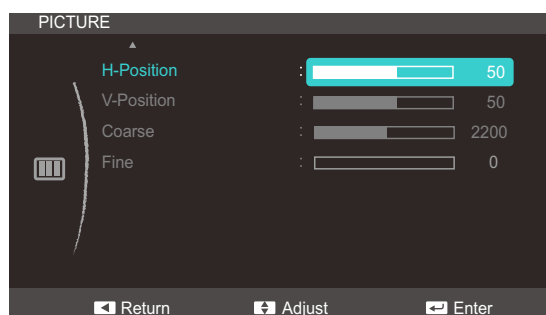 PICTURE
H-Position : 50
V-Position : 50
Coarse : 2200
Fine : 0
Return Adjust Enter